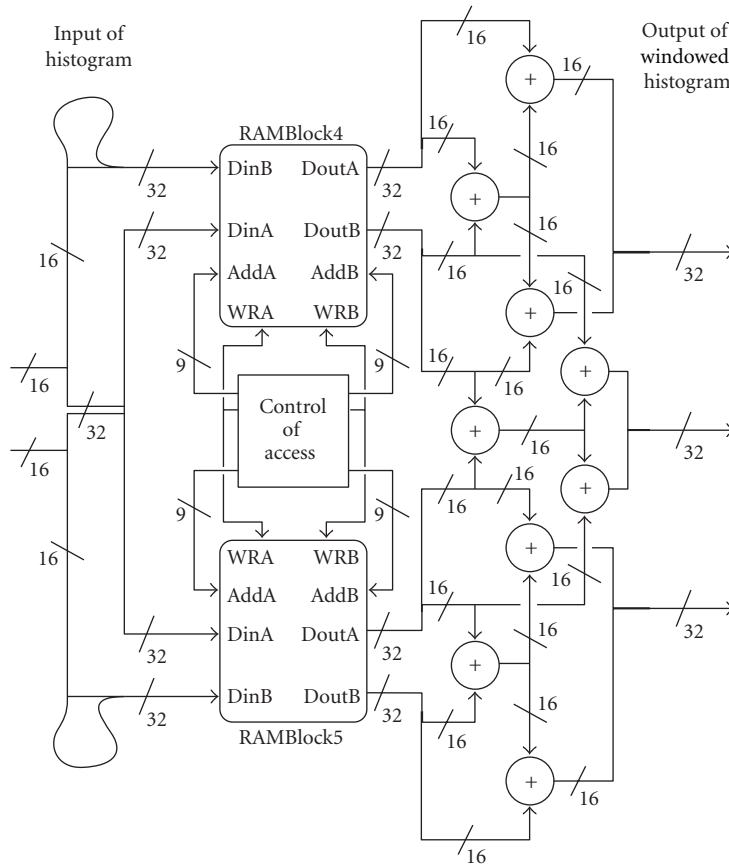 Input of
histogram
Output of
windowed
histogram
16
16
16
16
RAMBlock4
DinB DoutA
32
32
16
DinA DoutB
32
32
16
16
16
AddA AddB
16
WRA WRB
9
9
16
16
32
16
Control
of
access
16
32
16
32
16
9
9
16
16
16
WRA WRB
AddA AddB
16
16
DinA DoutA
32
32
16
32
DinB DoutB
32
32
16
16
RAMBlock5
16
16